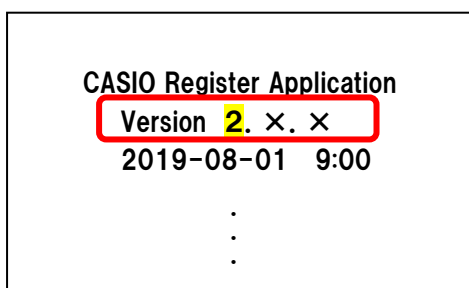 CASIO Register Application
Version 2. ×. ×
2019-08-01 9:00
.
.
.